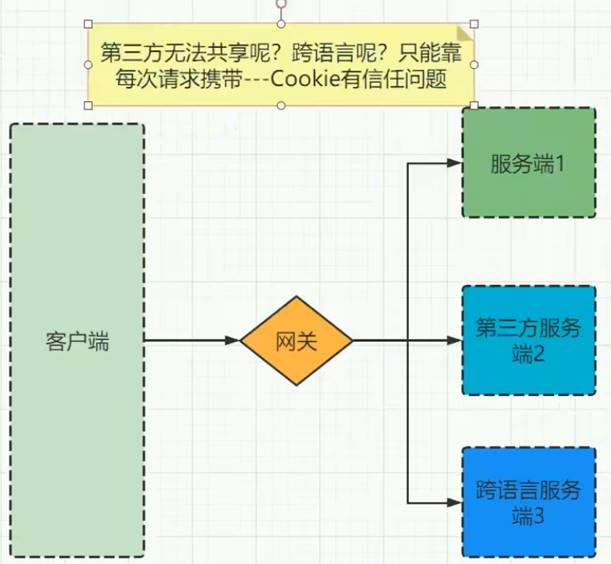 第三方无法共享呢？跨语言呢？只能靠
每次请求携带---Cookie有信任问题
服务端1
客户端
网关
第三方服务
端2
跨语言服务
端3